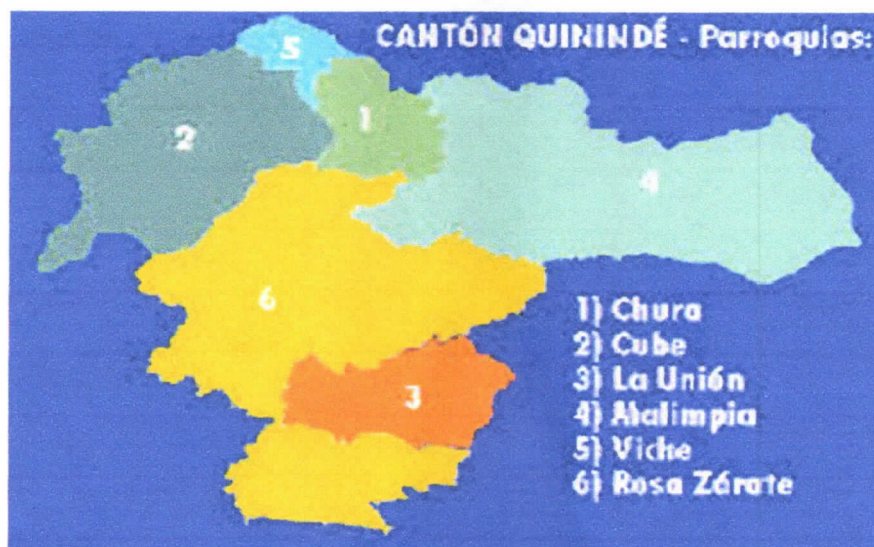 CANTÓN QUININDÉ - Parroquias:
5
1
2
4
6
3
1) Chura
2) Cube
3) La Unión
4) Malimpia
5) Viche
6) Rosa Zárate